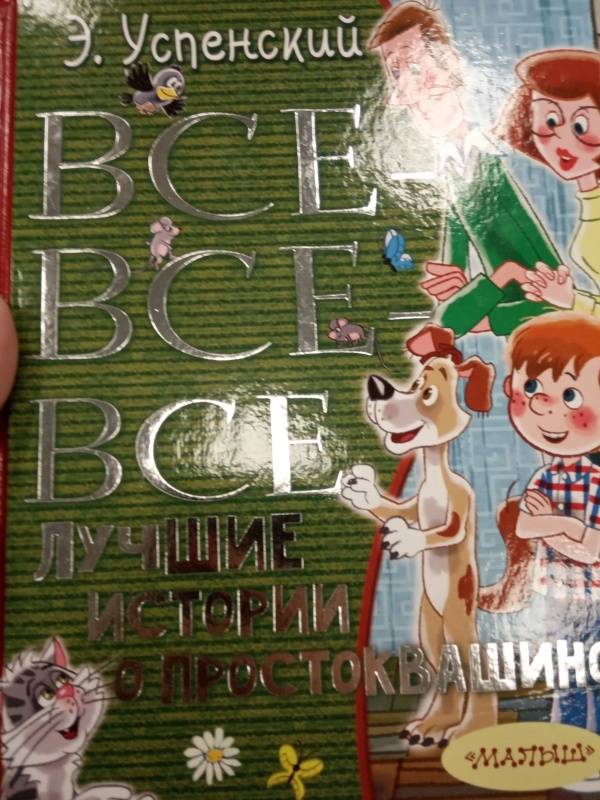 Э. Успенский
ВСЕ-
ВСЕ-
ВСЕ
ЛУЧШИЕ
ИСТОРИИ
О ПРОСТОКВАШИНО
«МАЛЫШ»